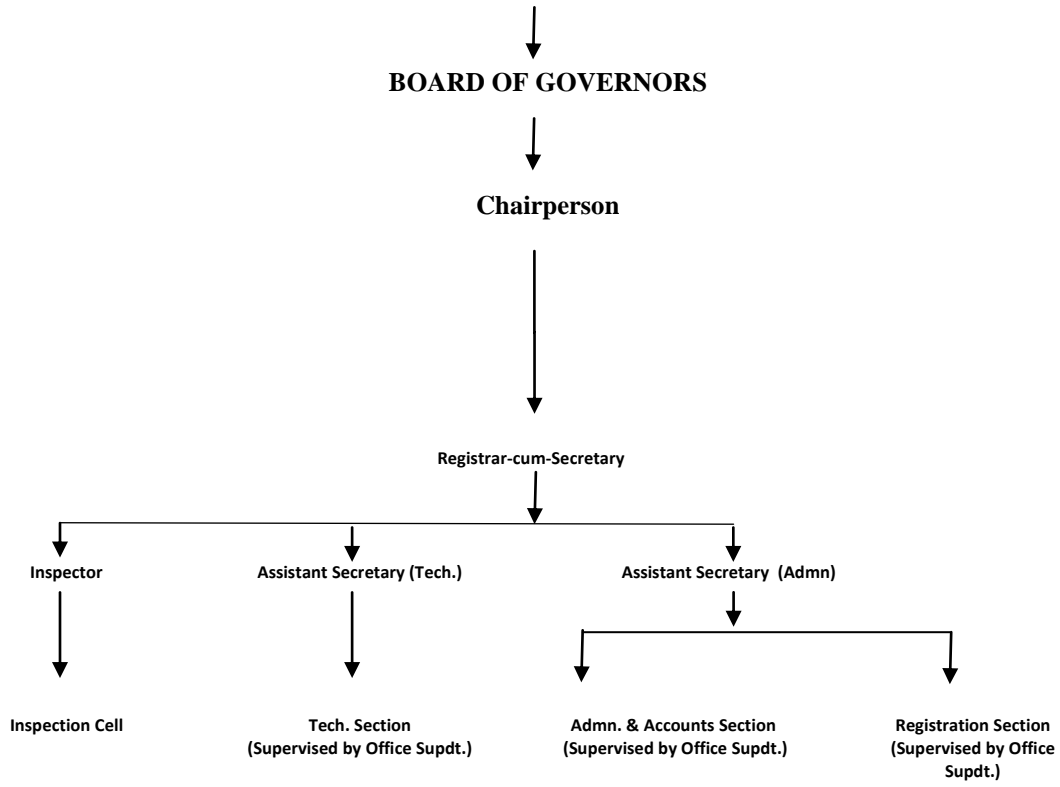 BOARD OF GOVERNORS
Chairperson
Registrar-cum-Secretary
Inspector
Assistant Secretary (Tech.)
Assistant Secretary (Admn)
Inspection Cell
Tech. Section
(Supervised by Office Supdt.)
Admn. & Accounts Section
(Supervised by Office Supdt.)
Registration Section
(Supervised by Office
Supdt.)